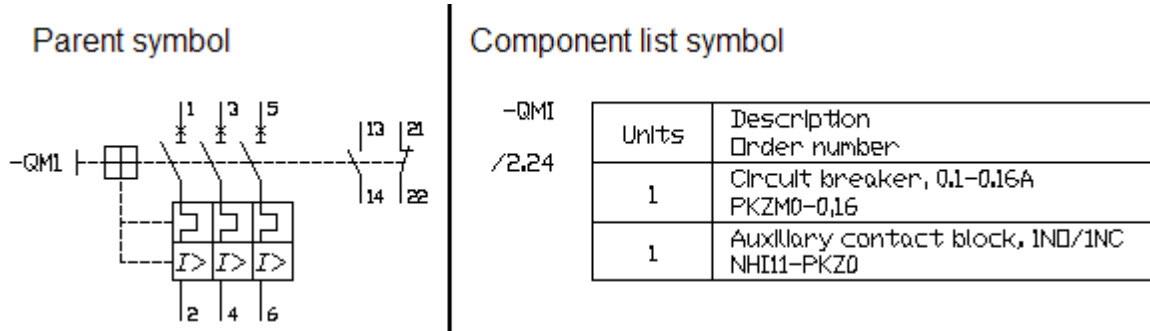 Parent symbol
1 3 5
13 21
-QM1
14 22
I> I> I>
2 4 6
Component list symbol
-QM1
/2.24
Units
Description
Order number
1
Circuit breaker, 0.1-0.16A
PKZM0-0,16
1
Auxillary contact block, 1NO/1NC
NHI11-PKZ0